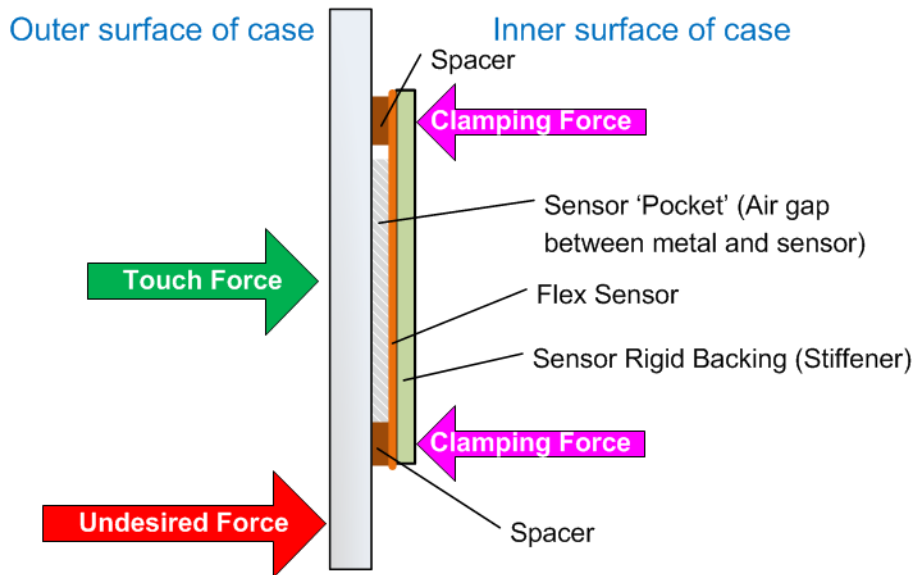 Outer surface of case
Inner surface of case
Spacer
Clamping Force
Sensor ‘Pocket’ (Air gap
between metal and sensor)
Touch Force
Flex Sensor
Sensor Rigid Backing (Stiffener)
Clamping Force
Undesired Force
Spacer